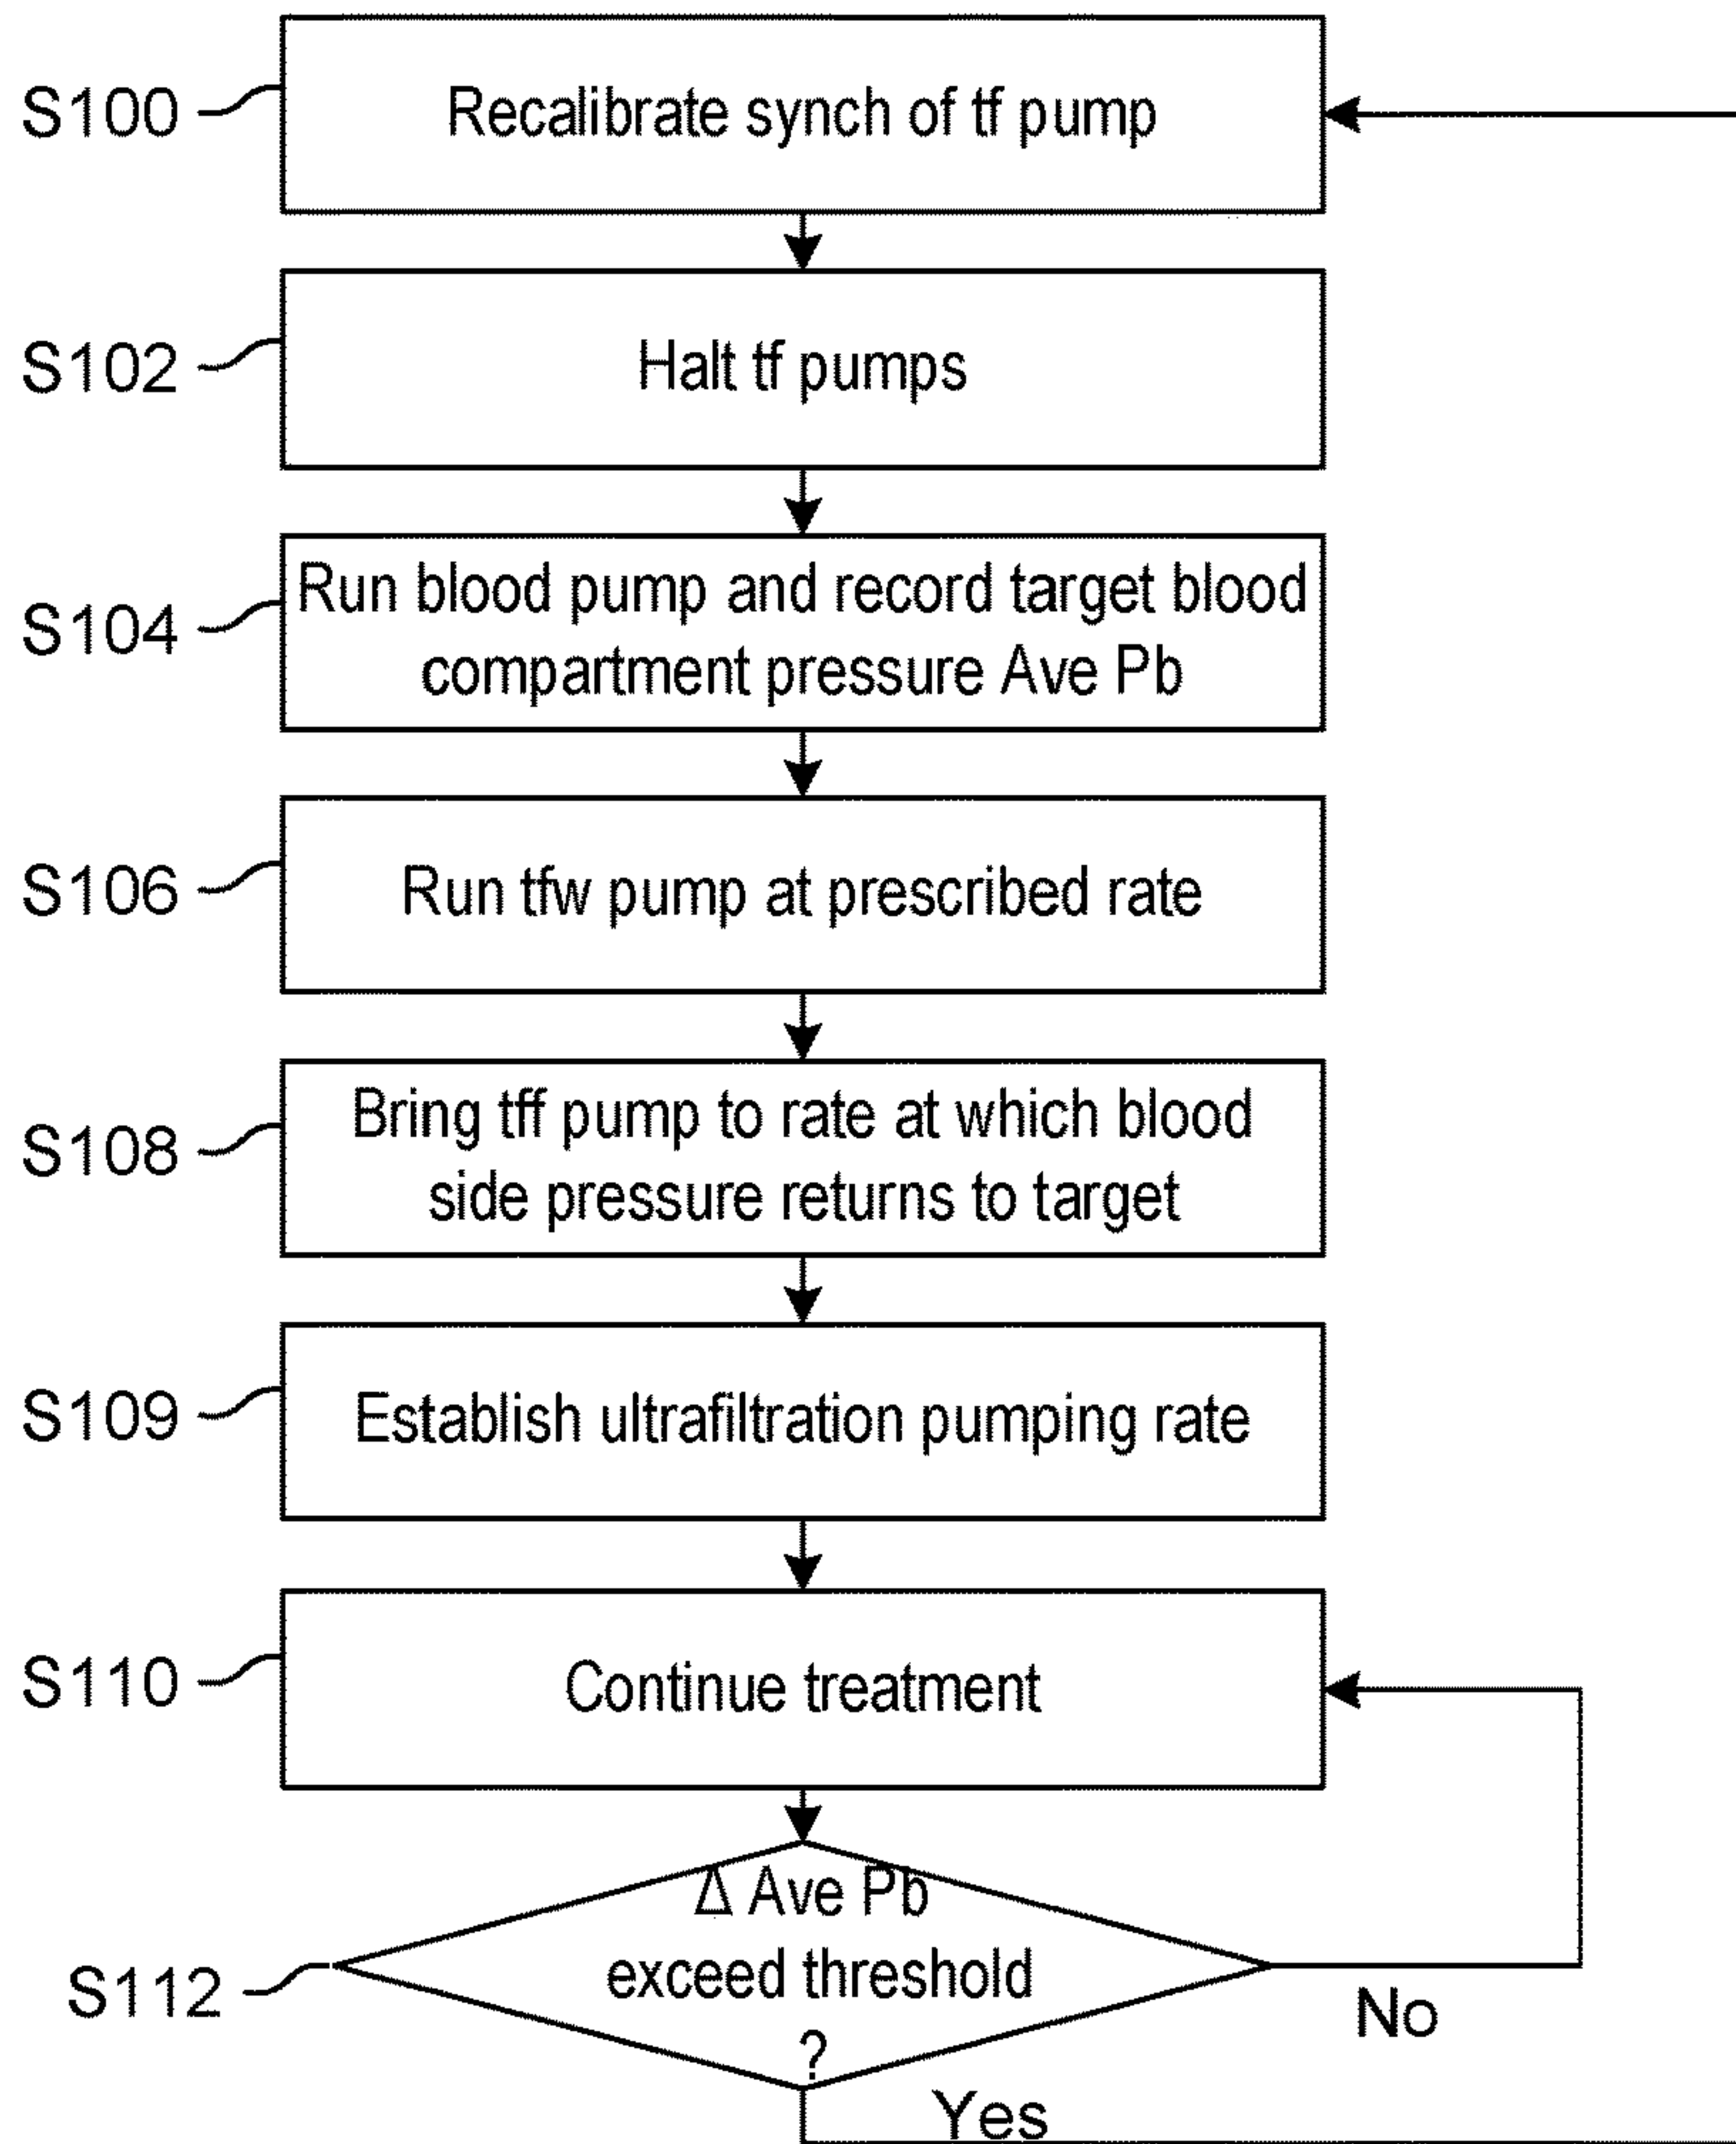 S100
Recalibrate synch of tf pump
S102
Halt tf pumps
S104
Run blood pump and record target blood
compartment pressure Ave Pb
S106
Run tfw pump at prescribed rate
S108
Bring tff pump to rate at which blood
side pressure returns to target
S109
Establish ultrafiltration pumping rate
S110
Continue treatment
S112
Δ Ave Pb
exceed threshold
?
No
Yes